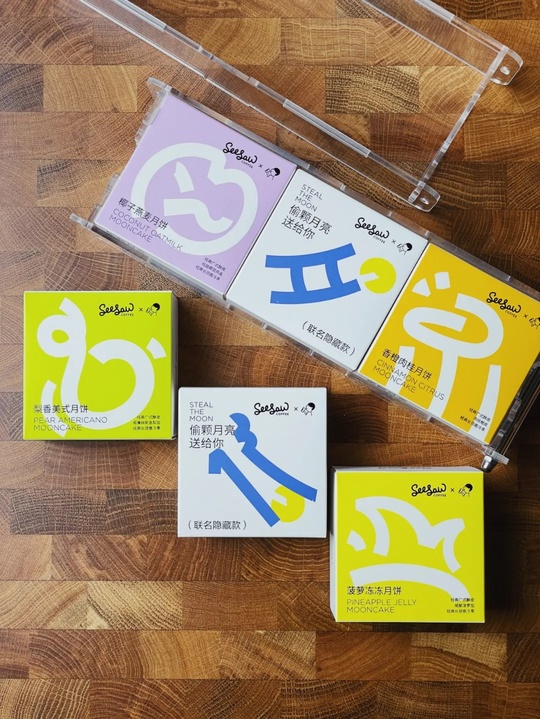 SeeSaw
COFFEE
×
椰子燕麦月饼
COCONUT OATMILK
MOONCAKE
STEAL
THE
MOON
偷颗月亮
送给你
SeeSaw
COFFEE
×
（联名隐藏款）
SeeSaw
COFFEE
×
香橙肉桂月饼
CINNAMON CITRUS
MOONCAKE
SeeSaw
COFFEE
×
梨香美式月饼
PEAR AMERICANO
MOONCAKE
STEAL
THE
MOON
偷颗月亮
送给你
SeeSaw
COFFEE
×
（联名隐藏款）
SeeSaw
COFFEE
×
菠萝冻冻月饼
PINEAPPLE JELLY
MOONCAKE